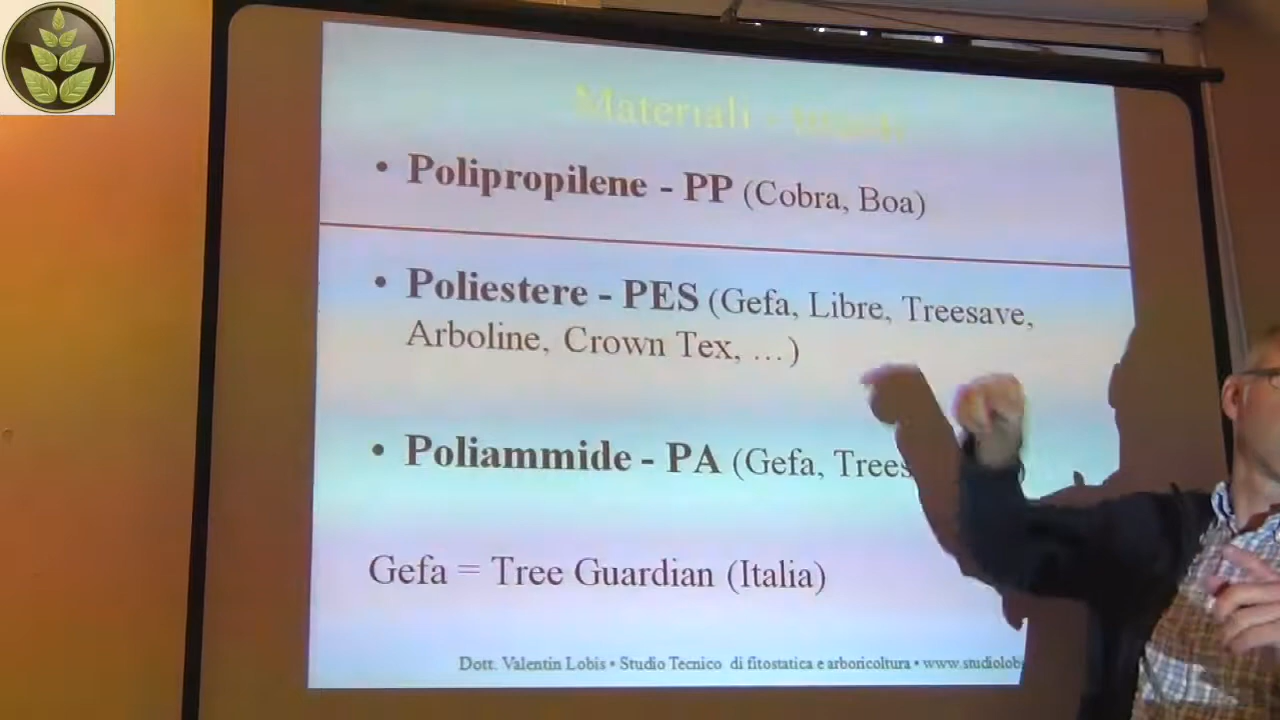 Materiali -
• Polipropilene - PP (Cobra, Boa)
• Poliestere - PES (Gefa, Libre, Treesave,
Arboline, Crown Tex, …)
• Poliammide - PA (Gefa,
Gefa = Tree Guardian (Italia)
Dott. Valentin Lobis • Studio Tecnico di fitostatica e arboricoltura •